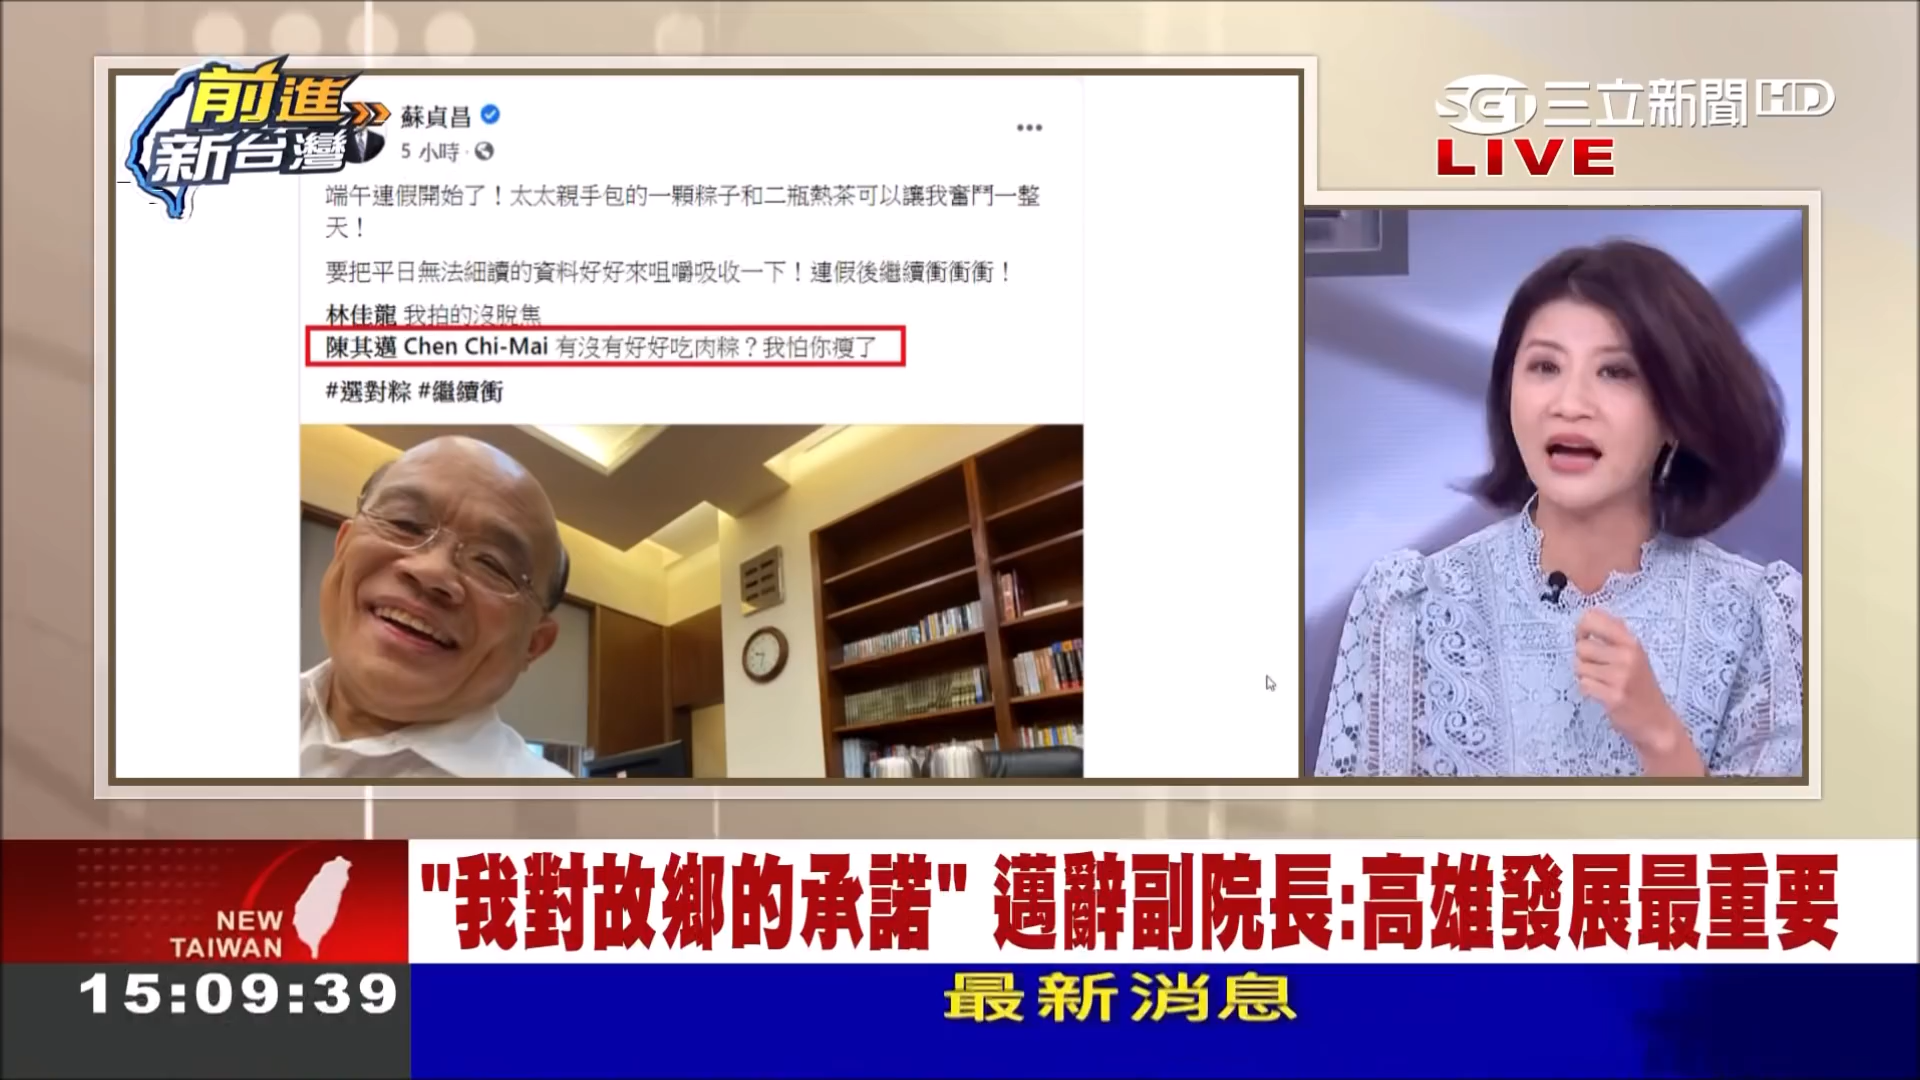 前進
新台灣
蘇貞昌
5 小時
端午連假開始了！太太親手包的一顆粽子和二瓶熱茶可以讓我奮鬥一整
天！
要把平日無法細讀的資料好好來咀嚼吸收一下！連假後繼續衝衝衝！
林佳龍 我拍的沒脫焦
陳其邁 Chen Chi-Mai 有沒有好好吃肉粽？我怕你瘦了
#選對粽 #繼續衝
SET三立新聞HD
LIVE
"我對故鄉的承諾" 邁辭副院長:高雄發展最重要
NEW
TAIWAN
15:09:39
最新消息